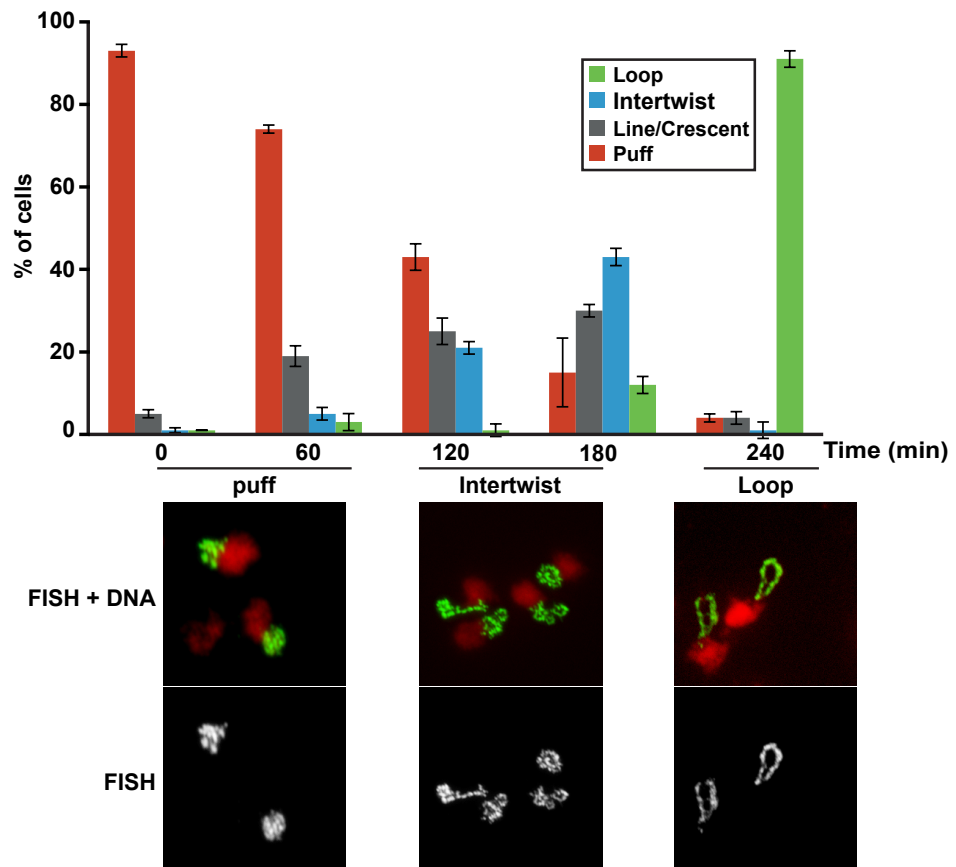 100
80
60
40
20
0
% of cells
Loop
Intertwist
Line/Crescent
Puff
0 60 120 180 240 Time (min)
puff Intertwist Loop
FISH + DNA
FISH